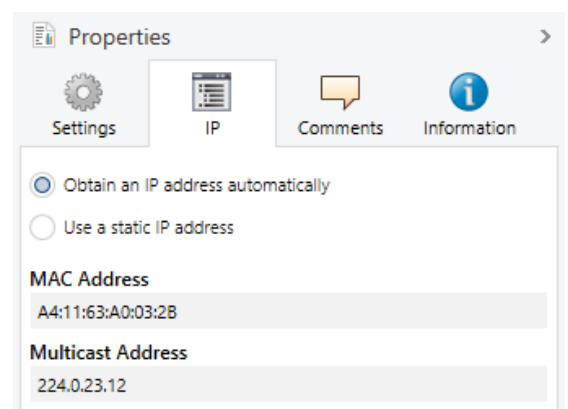 Properties
Settings IP Comments Information
Obtain an IP address automatically
Use a static IP address
MAC Address
A4:11:63:A0:03:2B
Multicast Address
224.0.23.12